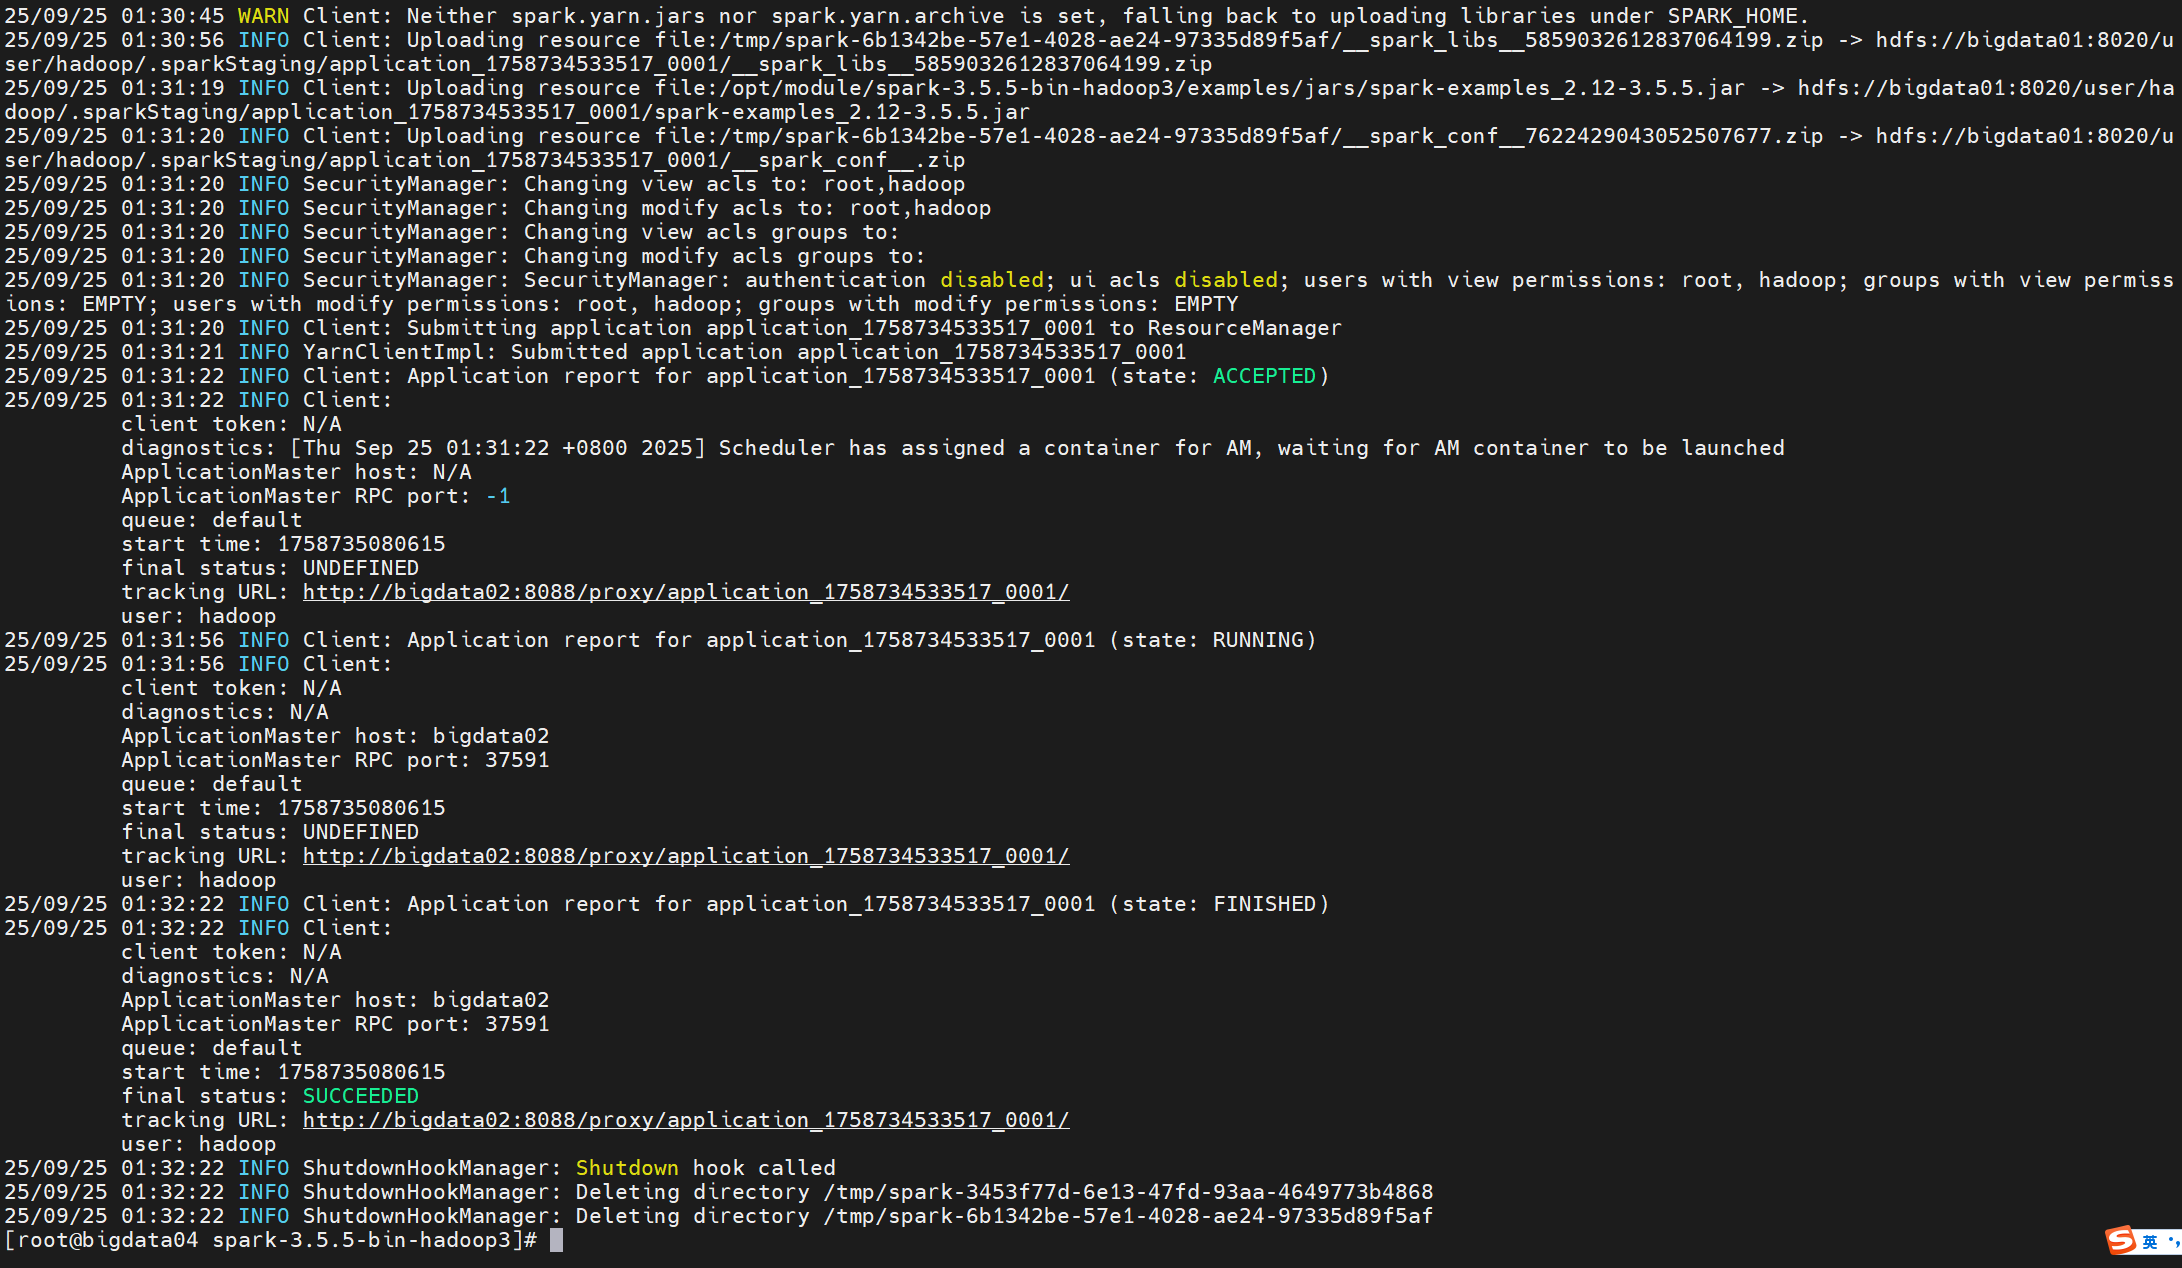 25/09/25 01:30:45 WARN Client: Neither spark.yarn.jars nor spark.yarn.archive is set, falling back to uploading libraries under SPARK_HOME.
25/09/25 01:30:56 INFO Client: Uploading resource file:/tmp/spark-6b1342be-57e1-4028-ae24-97335d89f5af/__spark_libs__5859032612837064199.zip -> hdfs://bigdata01:8020/u
ser/hadoop/.sparkStaging/application_1758734533517_0001/__spark_libs__5859032612837064199.zip
25/09/25 01:31:19 INFO Client: Uploading resource file:/opt/module/spark-3.5.5-bin-hadoop3/examples/jars/spark-examples_2.12-3.5.5.jar -> hdfs://bigdata01:8020/user/ha
doop/.sparkStaging/application_1758734533517_0001/spark-examples_2.12-3.5.5.jar
25/09/25 01:31:20 INFO Client: Uploading resource file:/tmp/spark-6b1342be-57e1-4028-ae24-97335d89f5af/__spark_conf__7622429043052507677.zip -> hdfs://bigdata01:8020/u
ser/hadoop/.sparkStaging/application_1758734533517_0001/__spark_conf__.zip
25/09/25 01:31:20 INFO SecurityManager: Changing view acls to: root,hadoop
25/09/25 01:31:20 INFO SecurityManager: Changing modify acls to: root,hadoop
25/09/25 01:31:20 INFO SecurityManager: Changing view acls groups to:
25/09/25 01:31:20 INFO SecurityManager: Changing modify acls groups to:
25/09/25 01:31:20 INFO SecurityManager: SecurityManager: authentication disabled; ui acls disabled; users with view permissions: root, hadoop; groups with view permiss
ions: EMPTY; users with modify permissions: root, hadoop; groups with modify permissions: EMPTY
25/09/25 01:31:20 INFO Client: Submitting application application_1758734533517_0001 to ResourceManager
25/09/25 01:31:21 INFO YarnClientImpl: Submitted application application_1758734533517_0001
25/09/25 01:31:22 INFO Client: Application report for application_1758734533517_0001 (state: ACCEPTED)
25/09/25 01:31:22 INFO Client:
client token: N/A
diagnostics: [Thu Sep 25 01:31:22 +0800 2025] Scheduler has assigned a container for AM, waiting for AM container to be launched
ApplicationMaster host: N/A
ApplicationMaster RPC port: -1
queue: default
start time: 1758735080615
final status: UNDEFINED
tracking URL: http://bigdata02:8088/proxy/application_1758734533517_0001/
user: hadoop
25/09/25 01:31:56 INFO Client: Application report for application_1758734533517_0001 (state: RUNNING)
25/09/25 01:31:56 INFO Client:
client token: N/A
diagnostics: N/A
ApplicationMaster host: bigdata02
ApplicationMaster RPC port: 37591
queue: default
start time: 1758735080615
final status: UNDEFINED
tracking URL: http://bigdata02:8088/proxy/application_1758734533517_0001/
user: hadoop
25/09/25 01:32:22 INFO Client: Application report for application_1758734533517_0001 (state: FINISHED)
25/09/25 01:32:22 INFO Client:
client token: N/A
diagnostics: N/A
ApplicationMaster host: bigdata02
ApplicationMaster RPC port: 37591
queue: default
start time: 1758735080615
final status: SUCCEEDED
tracking URL: http://bigdata02:8088/proxy/application_1758734533517_0001/
user: hadoop
25/09/25 01:32:22 INFO ShutdownHookManager: Shutdown hook called
25/09/25 01:32:22 INFO ShutdownHookManager: Deleting directory /tmp/spark-3453f77d-6e13-47fd-93aa-4649773b4868
25/09/25 01:32:22 INFO ShutdownHookManager: Deleting directory /tmp/spark-6b1342be-57e1-4028-ae24-97335d89f5af
[root@bigdata04 spark-3.5.5-bin-hadoop3]#
英